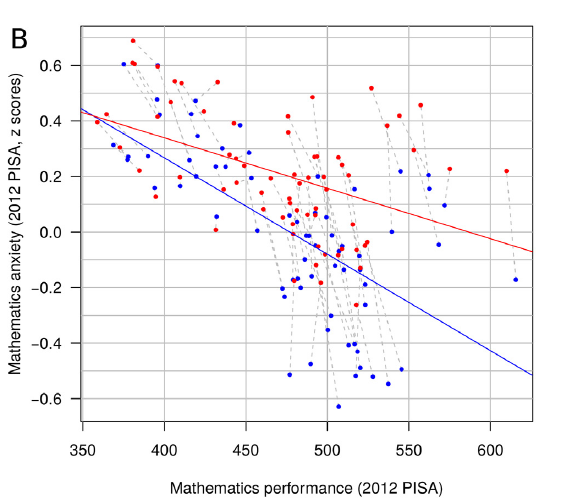 B
Mathematics anxiety (2012 PISA, z scores)
0.6
0.4
0.2
0.0
−0.2
−0.4
−0.6
350 400 450 500 550 600
Mathematics performance (2012 PISA)